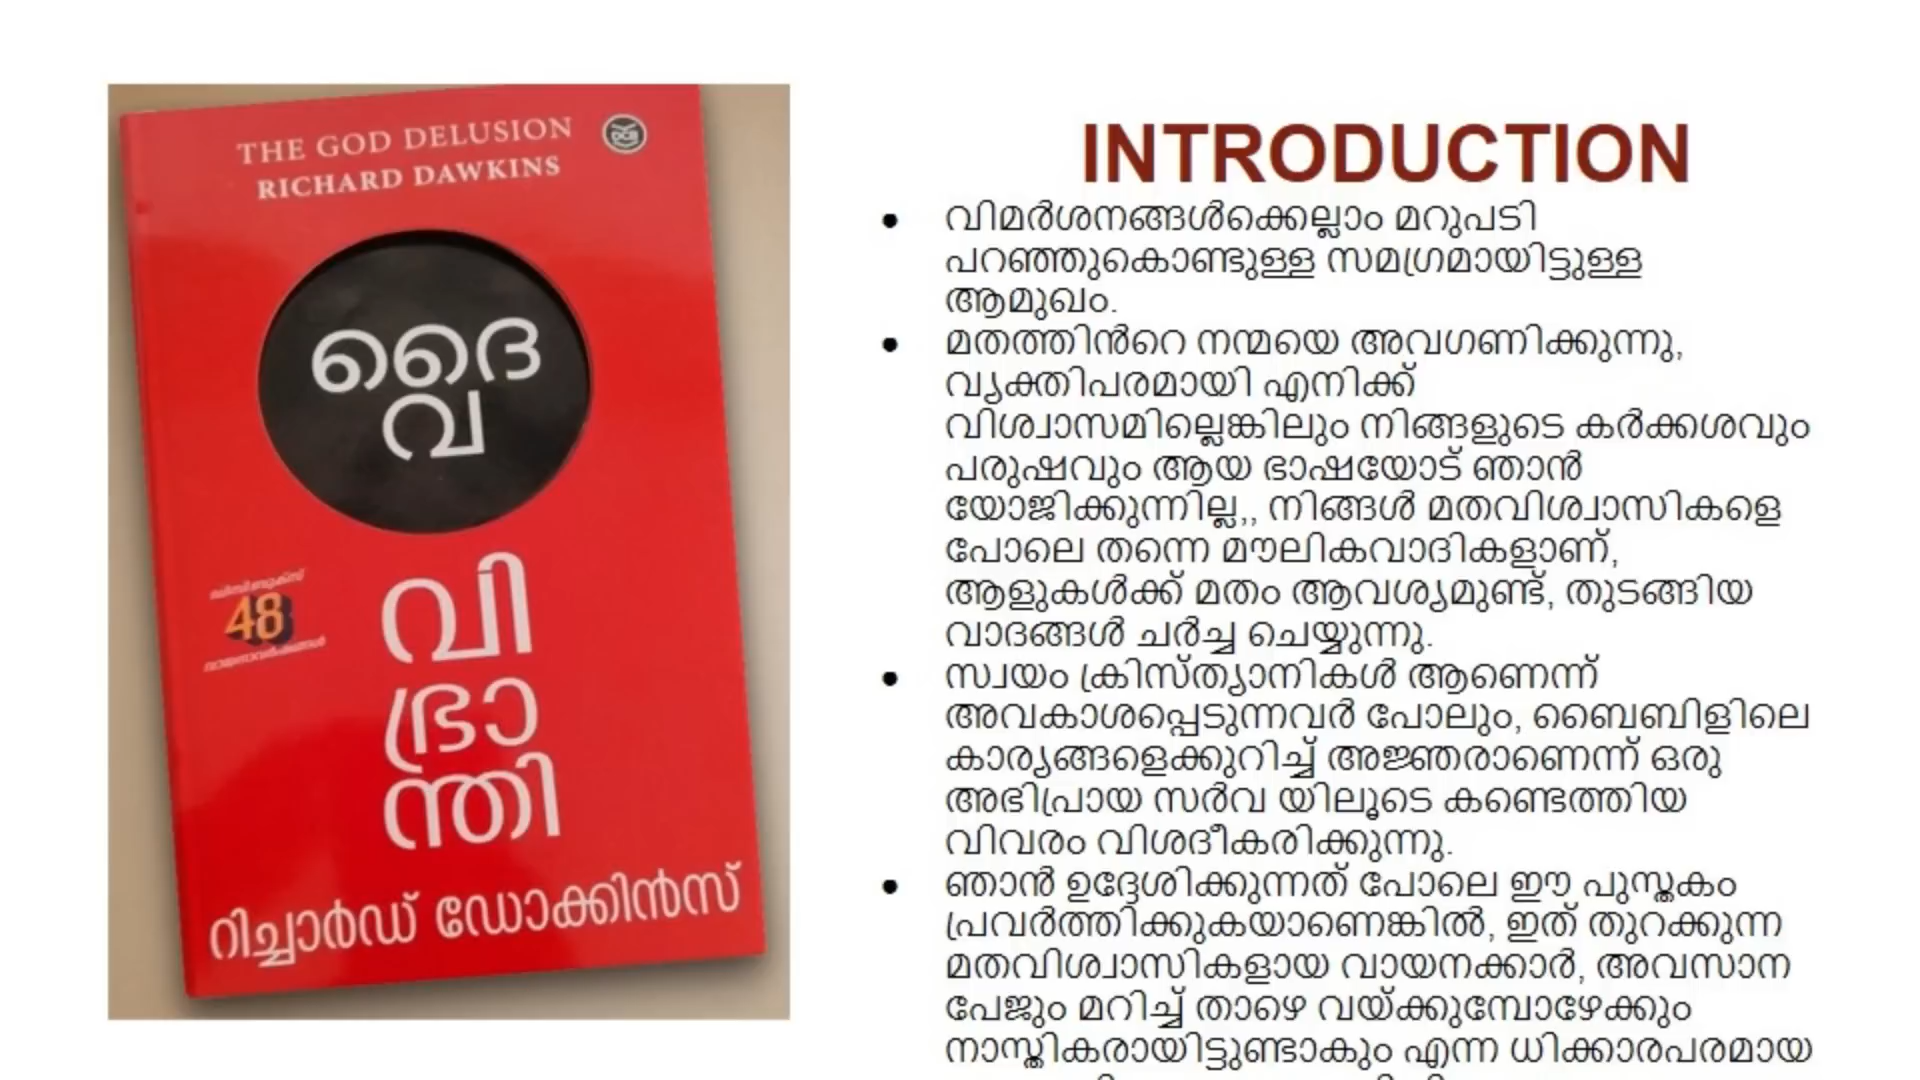 THE GOD DELUSION
RICHARD DAWKINS
DCB
ദൈ
വ
48
വി
ഭ്രാ
ന്തി
റിച്ചാർഡ് ഡോക്കിൻസ്
INTRODUCTION
• വിമർശനങ്ങൾക്കെല്ലാം മറുപടി
പറഞ്ഞുകൊണ്ടുള്ള സമഗ്രമായിട്ടുള്ള
ആമുഖം.
• മതത്തിൻറെ നന്മയെ അവഗണിക്കുന്നു,
വ്യക്തിപരമായി എനിക്ക്
വിശ്വാസമില്ലെങ്കിലും നിങ്ങളുടെ കർക്കശവും
പരുഷവും ആയ ഭാഷയോട് ഞാൻ
യോജിക്കുന്നില്ല,, നിങ്ങൾ മതവിശ്വാസികളെ
പോലെ തന്നെ മൗലികവാദികളാണ്,
ആളുകൾക്ക് മതം ആവശ്യമുണ്ട്, തുടങ്ങിയ
വാദങ്ങൾ ചർച്ച ചെയ്യുന്നു.
• സ്വയം ക്രിസ്ത്യാനികൾ ആണെന്ന്
അവകാശപ്പെടുന്നവർ പോലും, ബൈബിളിലെ
കാര്യങ്ങളെക്കുറിച്ച് അജ്ഞരാണെന്ന് ഒരു
അഭിപ്രായ സർവ യിലൂടെ കണ്ടെത്തിയ
വിവരം വിശദീകരിക്കുന്നു.
• ഞാൻ ഉദ്ദേശിക്കുന്നത് പോലെ ഈ പുസ്തകം
പ്രവർത്തിക്കുകയാണെങ്കിൽ, ഇത് തുറക്കുന്ന
മതവിശ്വാസികളായ വായനക്കാർ, അവസാന
പേജും മറിച്ച് താഴെ വയ്ക്കുമ്പോഴേക്കും
നാസ്തികരായിട്ടുണ്ടാകും എന്ന ധിക്കാരപരമായ